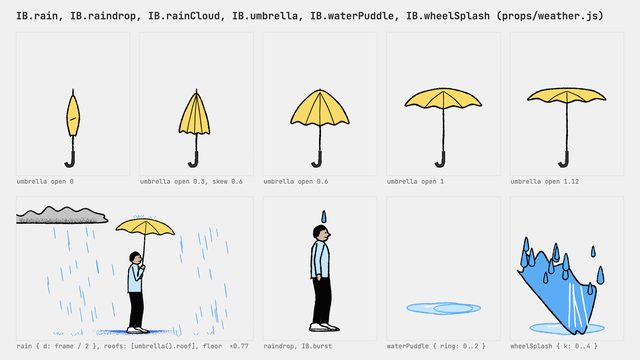 IB.rain, IB.raindrop, IB.rainCloud, IB.umbrella, IB.waterPuddle, IB.wheelSplash (props/weather.js)
umbrella open 0
umbrella open 0.3, skew 0.6
umbrella open 0.6
umbrella open 1
umbrella open 1.12
rain { d: frame / 2 }, roofs: [umbrella().roof], floor ×0.77
raindrop, IB.burst
waterPuddle { ring: 0..2 }
wheelSplash { k: 0..4 }